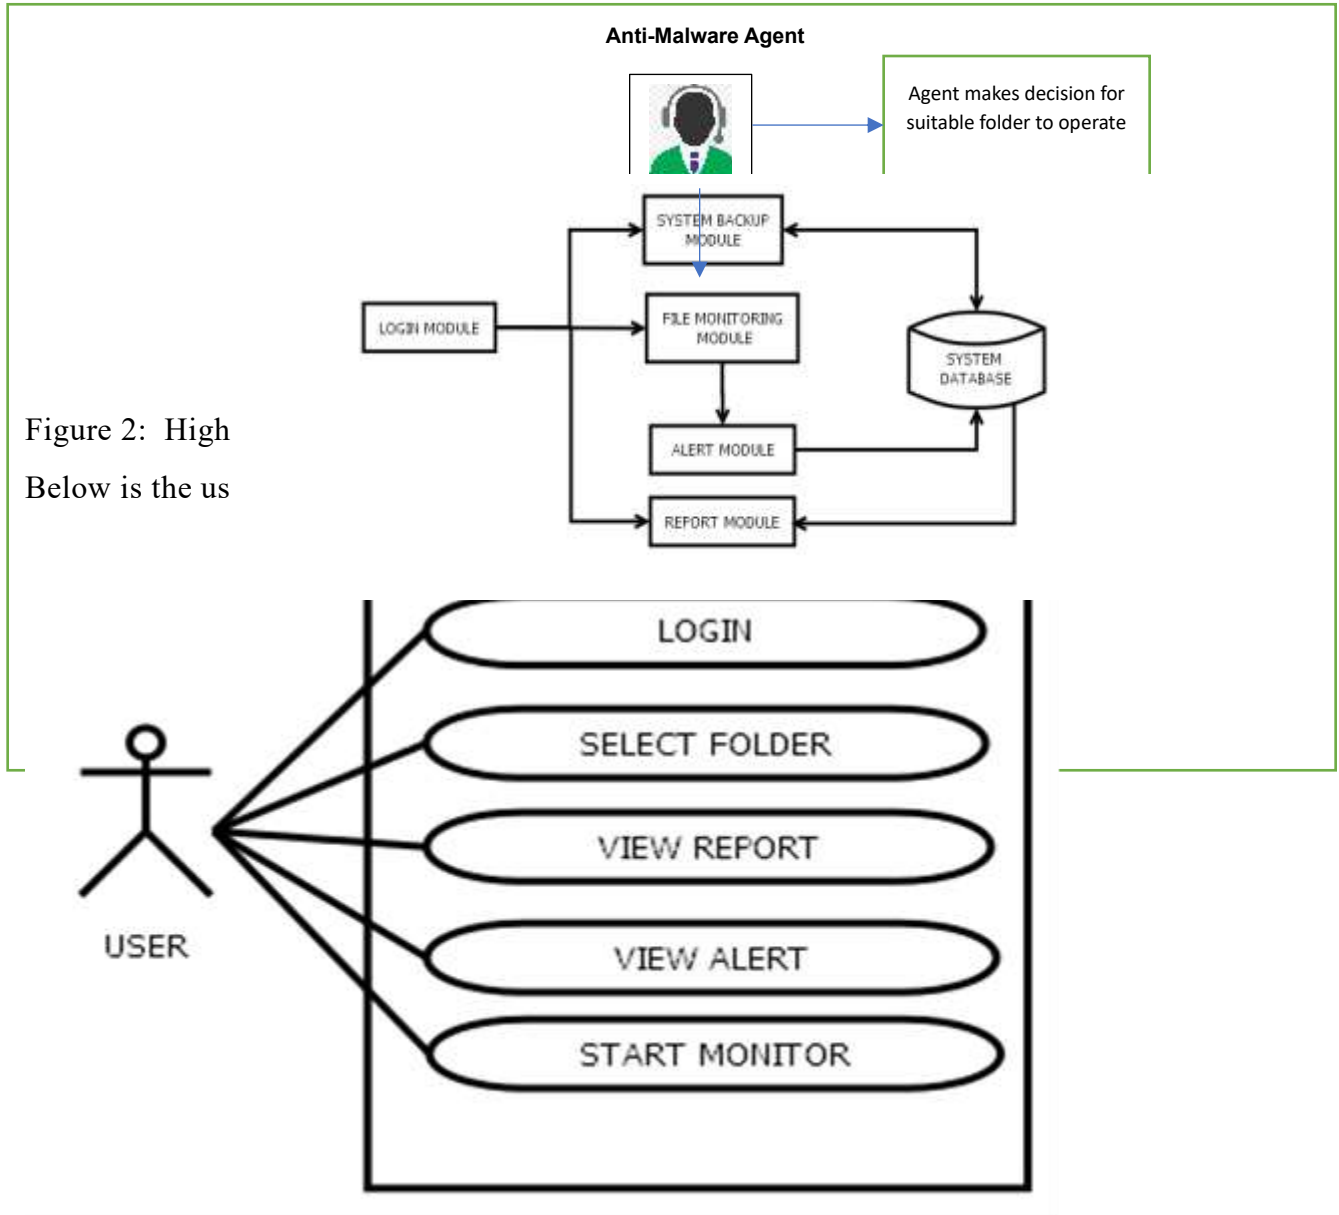 Anti-Malware Agent
Agent makes decision for
suitable folder to operate
SYSTEM BACKUP
MODULE
LOGIN MODULE
FILE MONITORING
MODULE
SYSTEM
DATABASE
ALERT MODULE
REPORT MODULE
Figure 2: High
Below is the us
LOGIN
SELECT FOLDER
VIEW REPORT
VIEW ALERT
START MONITOR
USER